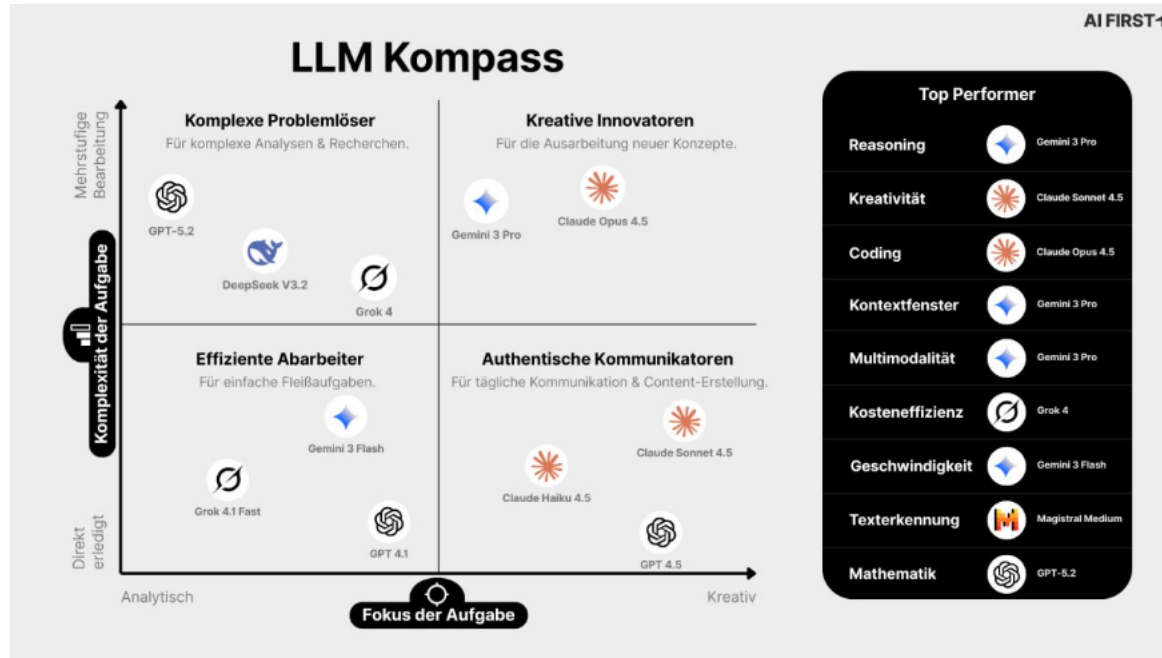 AI FIRST
LLM Kompass
Mehrstufige
Bearbeitung
Komplexität der Aufgabe
Direkt
erledigt
Komplexe Problemlöser
Für komplexe Analysen & Recherchen.
GPT-5.2
DeepSeek V3.2
Grok 4
Kreative Innovatoren
Für die Ausarbeitung neuer Konzepte.
Gemini 3 Pro
Claude Opus 4.5
Effiziente Abarbeiter
Für einfache Fleißaufgaben.
Gemini 3 Flash
Grok 4.1 Fast
GPT 4.1
Authentische Kommunikatoren
Für tägliche Kommunikation & Content-Erstellung.
Claude Sonnet 4.5
Claude Haiku 4.5
GPT 4.5
Analytisch
Fokus der Aufgabe
Kreativ
Top Performer
Reasoning Gemini 3 Pro
Kreativität Claude Sonnet 4.5
Coding Claude Opus 4.5
Kontextfenster Gemini 3 Pro
Multimodalität Gemini 3 Pro
Kosteneffizienz Grok 4
Geschwindigkeit Gemini 3 Flash
Texterkennung Magistral Medium
Mathematik GPT-5.2